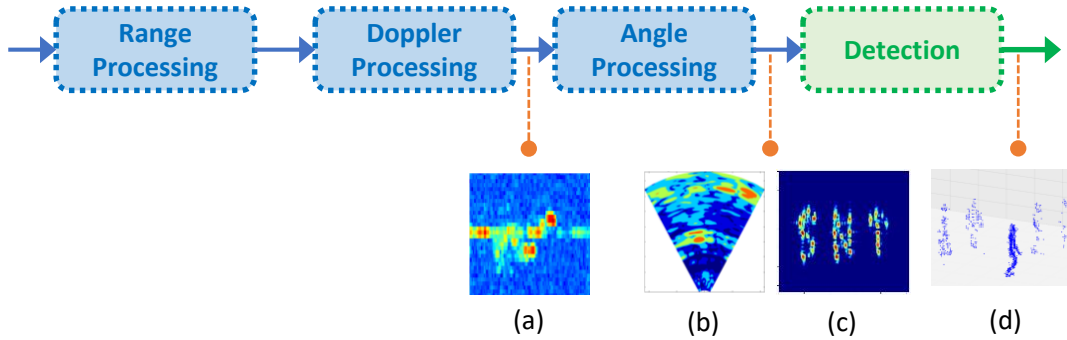 Range
Processing
Doppler
Processing
Angle
Processing
Detection
(a)
(b)
(c)
(d)